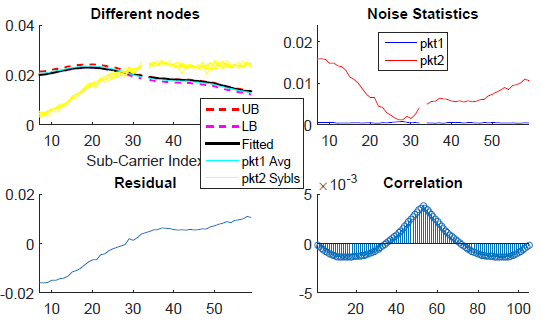 Different nodes
0.04
0.02
0
10 20 30 40
Sub-Carrier Index
UB
LB
Fitted
pkt1 Avg
pkt2 Sybls
Noise Statistics
0.02
0.01
0
10 20 30 40 50
pkt1
pkt2
Residual
0.02
0
-0.02
10 20 30 40 50
Correlation
5 ×10-3
0
-5
20 40 60 80 100